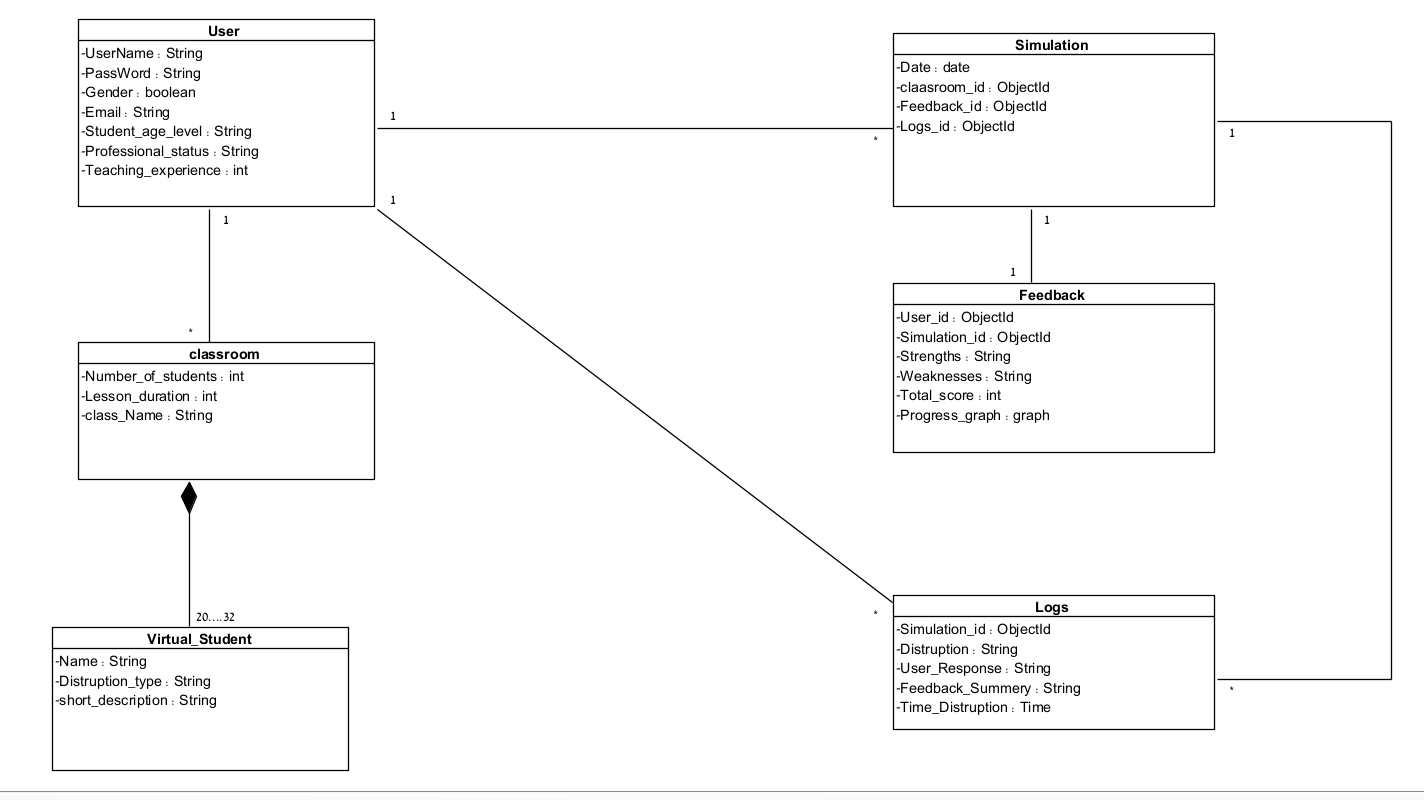 User
-UserName : String
-PassWord : String
-Gender : boolean
-Email : String
-Student_age_level : String
-Professional_status : String
-Teaching_experience : int
1
*
1
1
Simulation
-Date : date
-claasroom_id : ObjectId
-Feedback_id : ObjectId
-Logs_id : ObjectId
1
1
1
Feedback
-User_id : ObjectId
-Simulation_id : ObjectId
-Strengths : String
-Weaknesses : String
-Total_score : int
-Progress_graph : graph
*
classroom
-Number_of_students : int
-Lesson_duration : int
-class_Name : String
20....32
Virtual_Student
-Name : String
-Distruption_type : String
-short_description : String
*
Logs
-Simulation_id : ObjectId
-Distruption : String
-User_Response : String
-Feedback_Summery : String
-Time_Distruption : Time
*